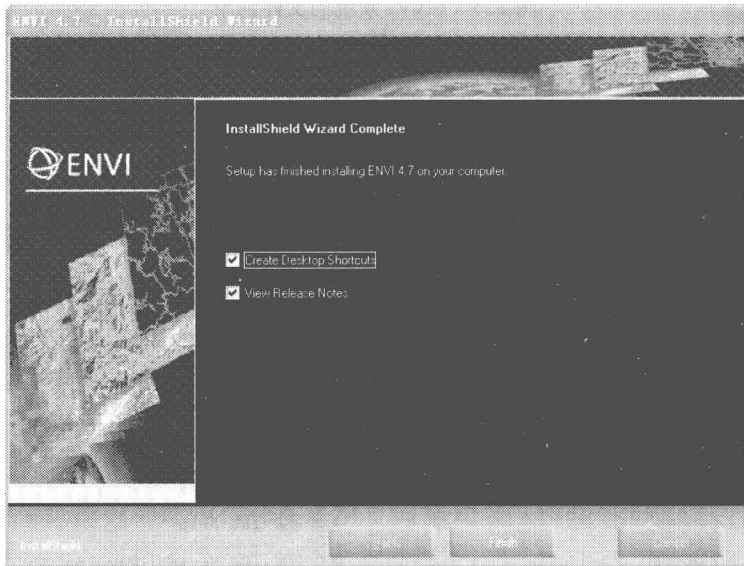 ENVI 4.7 - InstallShield Wizard
InstallShield Wizard Complete
ENVI
Setup has finished installing ENVI 4.7 on your computer.
Create Desktop Shortcuts
View Release Notes
InstallShield
Finish